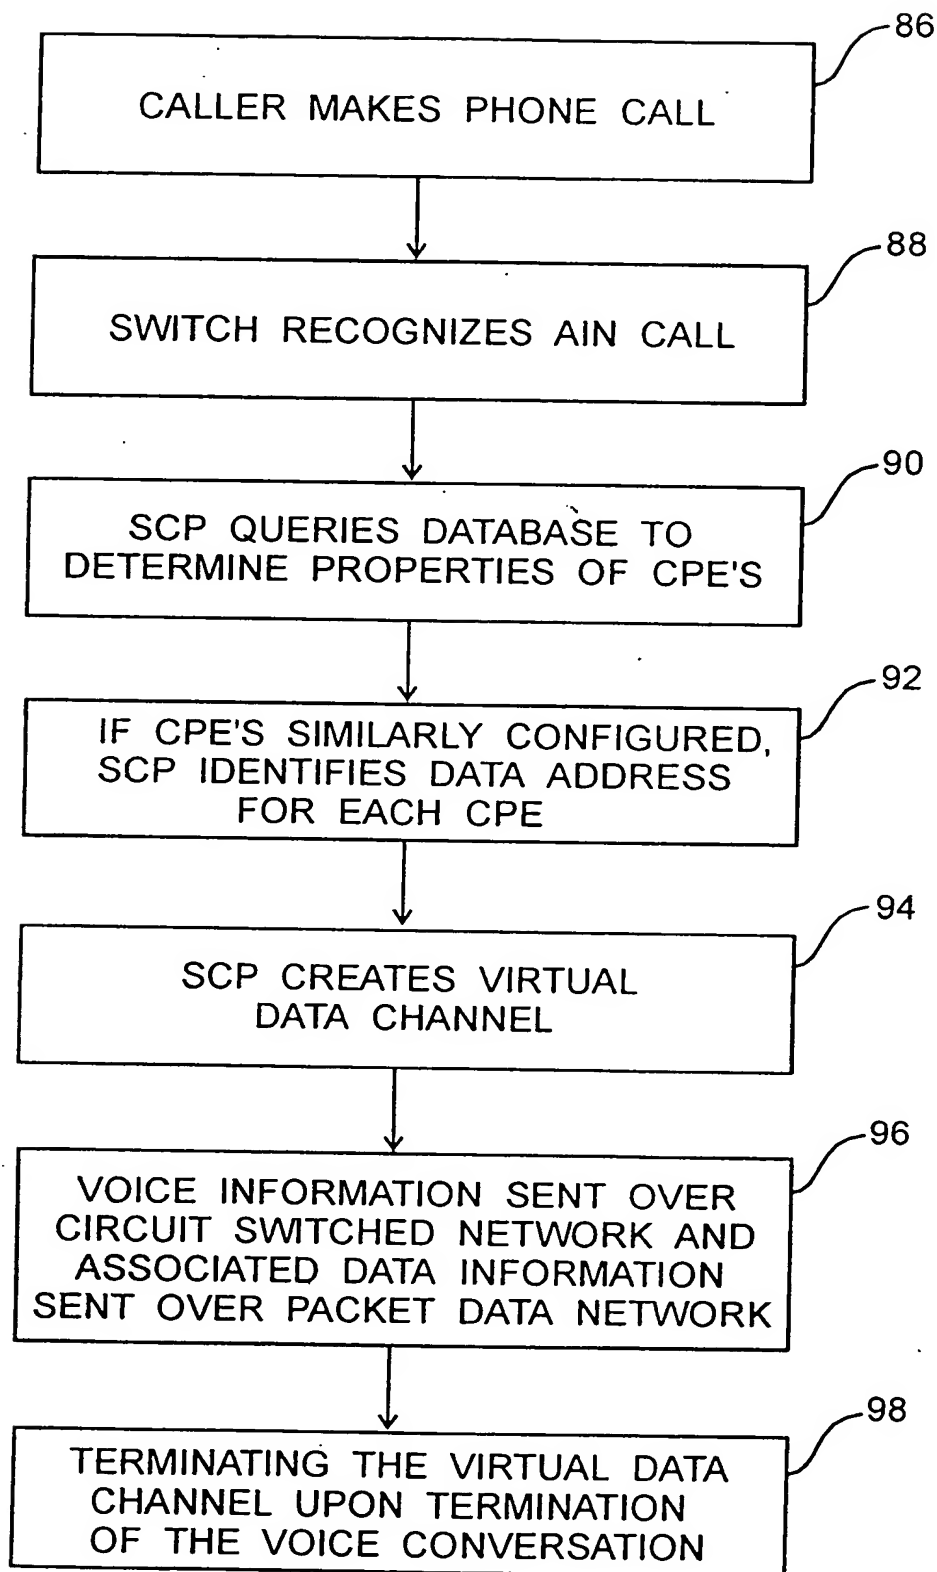 86
CALLER MAKES PHONE CALL
88
SWITCH RECOGNIZES AIN CALL
90
SCP QUERIES DATABASE TO
DETERMINE PROPERTIES OF CPE'S
92
IF CPE'S SIMILARLY CONFIGURED,
SCP IDENTIFIES DATA ADDRESS
FOR EACH CPE
94
SCP CREATES VIRTUAL
DATA CHANNEL
96
VOICE INFORMATION SENT OVER
CIRCUIT SWITCHED NETWORK AND
ASSOCIATED DATA INFORMATION
SENT OVER PACKET DATA NETWORK
98
TERMINATING THE VIRTUAL DATA
CHANNEL UPON TERMINATION
OF THE VOICE CONVERSATION